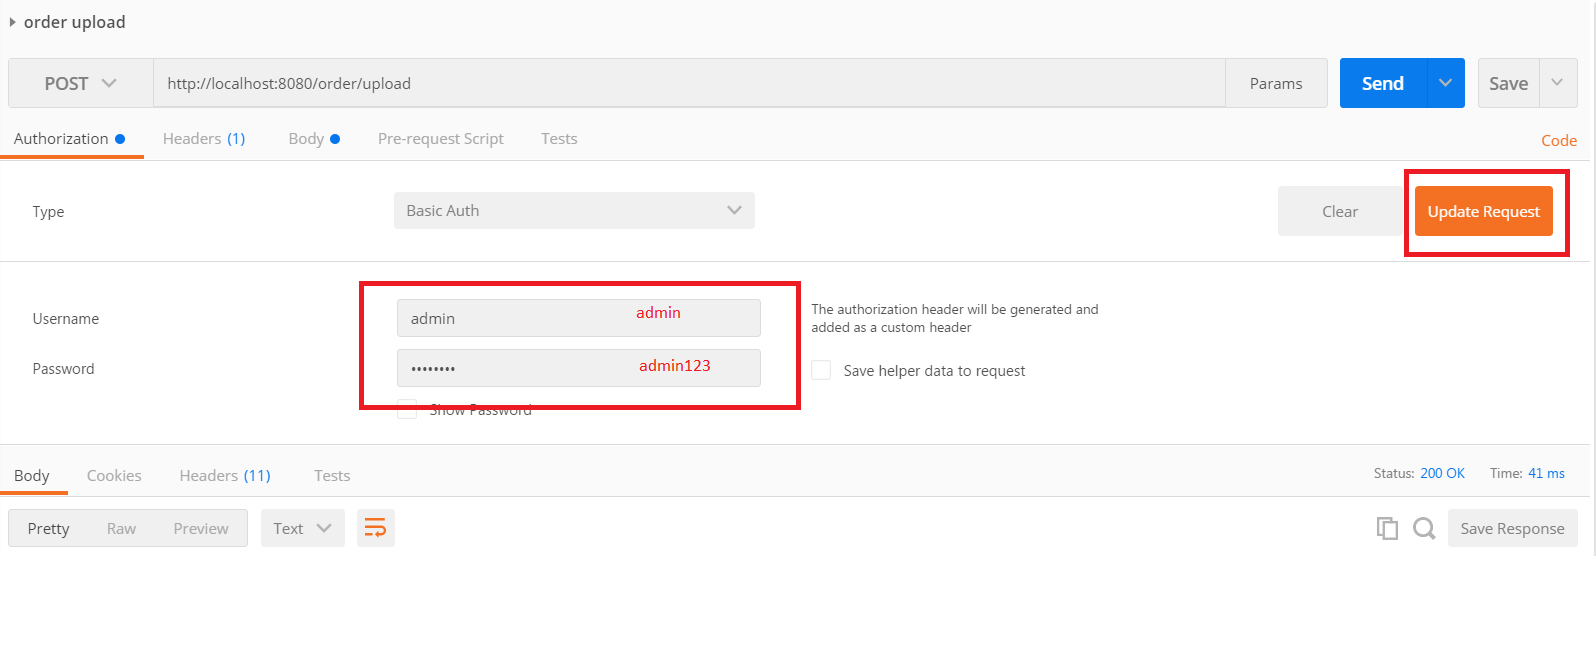 order upload
POST http://localhost:8080/order/upload Params Send Save
Authorization Headers (1) Body Pre-request Script Tests Code
Type Basic Auth Clear Update Request
Username admin admin The authorization header will be generated and
added as a custom header
Password •••••••• admin123 Save helper data to request
Show Password
Body Cookies Headers (11) Tests Status: 200 OK Time: 41 ms
Pretty Raw Preview Text Save Response